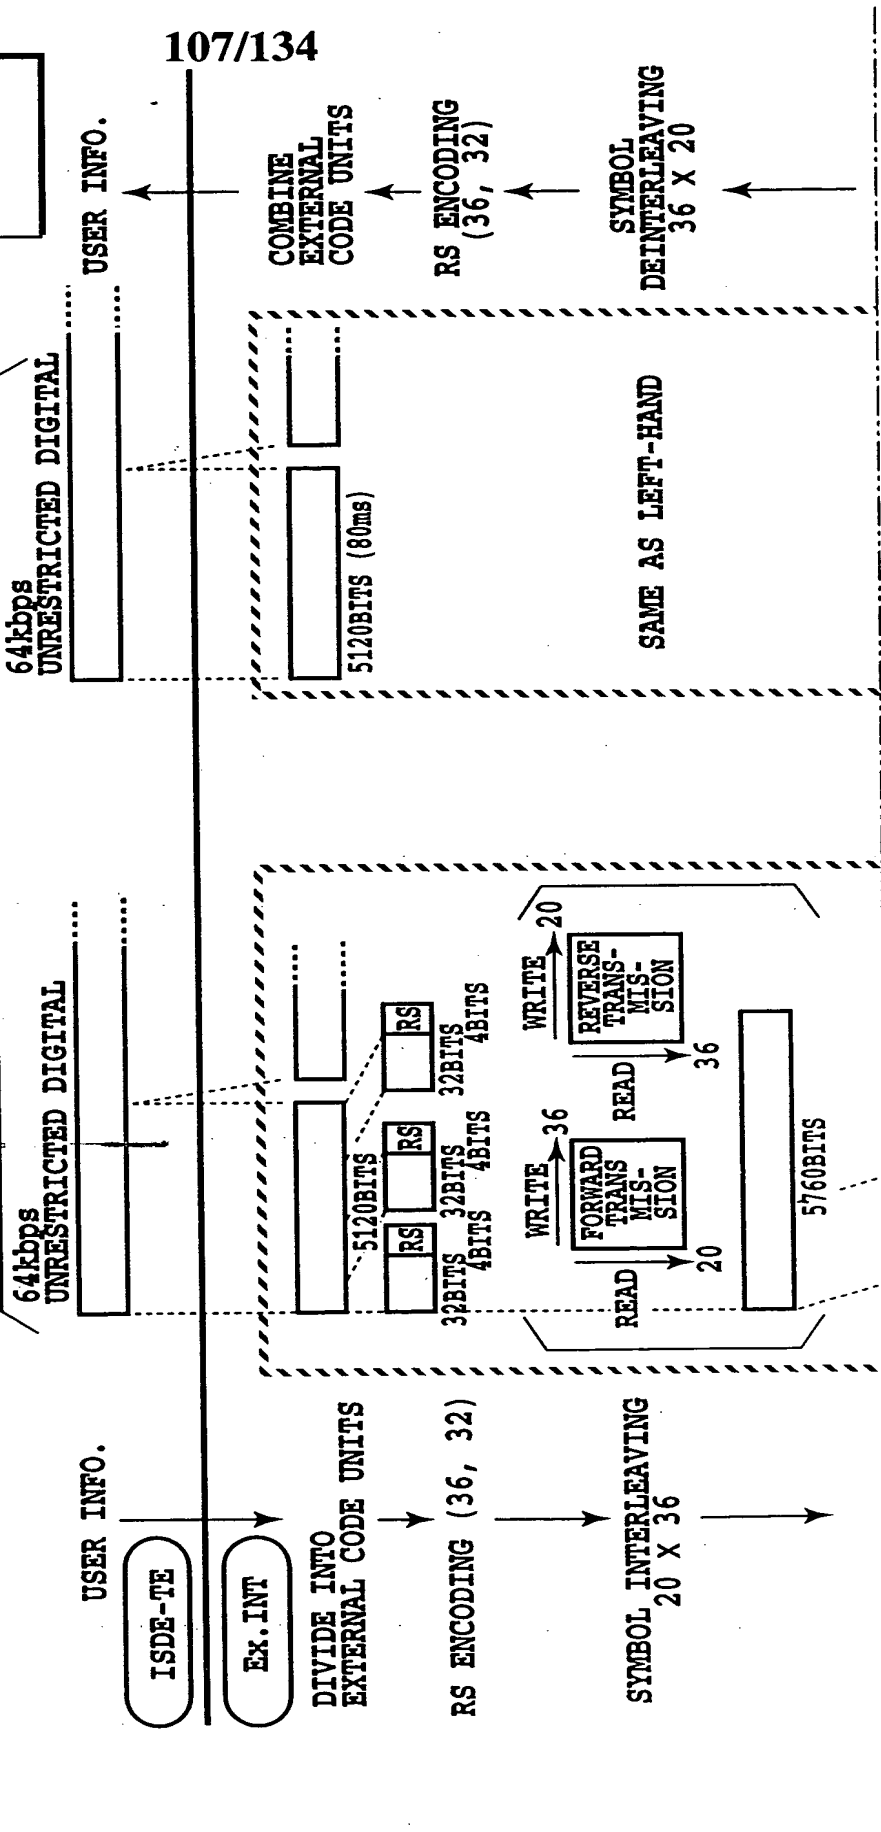 107/134
USER INFO.
ISDE-TE
Ex.INT
DIVIDE INTO
EXTERNAL CODE UNITS
RS ENCODING (36, 32)
SYMBOL INTERLEAVING
20 X 36
64kbps
UNRESTRICTED DIGITAL
5120BITS
RS
RS
RS
32BITS
4BITS
32BITS
4BITS
32BITS
4BITS
WRITE
36
FORWARD
TRANS
MIS-
SION
READ
20
WRITE
20
REVERSE
TRANS-
MIS-
SION
READ
36
5760BITS
64kbps
UNRESTRICTED DIGITAL
5120BITS (80ms)
SAME AS LEFT-HAND
USER INFO.
COMBINE
EXTERNAL
CODE UNITS
RS ENCODING
(36, 32)
SYMBOL
DEINTERLEAVING
36 X 20